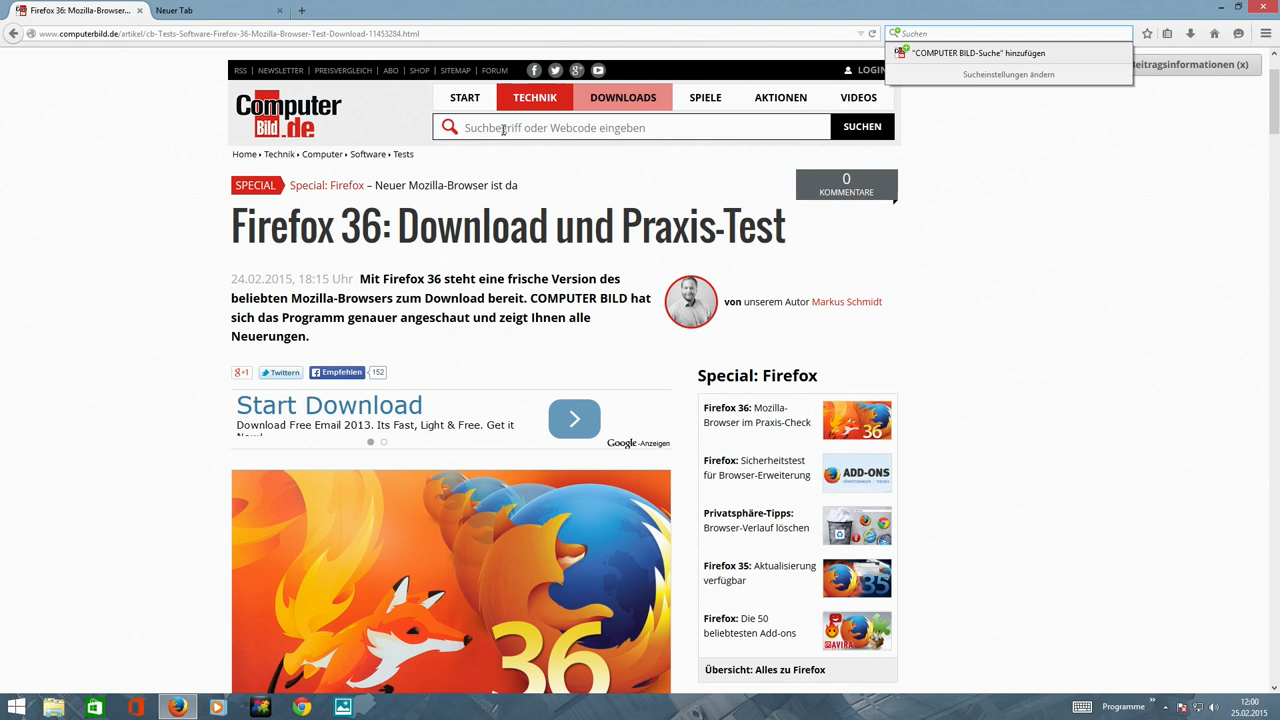 Firefox 36: Mozilla-Browser...
Neuer Tab
www.computerbild.de/artikel/cb-Tests-Software-Firefox-36-Mozilla-Browser-Test-Download-11453284.html
Suchen
"COMPUTER BILD-Suche" hinzufügen
Sucheinstellungen ändern
eitragsinformationen (x)
RSS | NEWSLETTER | PREISVERGLEICH | ABO | SHOP | SITEMAP | FORUM
LOGIN
Computer
Bild.de
START
TECHNIK
DOWNLOADS
SPIELE
AKTIONEN
VIDEOS
Suchbegriff oder Webcode eingeben
SUCHEN
Home Technik Computer Software Tests
SPECIAL Special: Firefox – Neuer Mozilla-Browser ist da
0
KOMMENTARE
Firefox 36: Download und Praxis-Test
24.02.2015, 18:15 Uhr Mit Firefox 36 steht eine frische Version des
beliebten Mozilla-Browsers zum Download bereit. COMPUTER BILD hat
sich das Programm genauer angeschaut und zeigt Ihnen alle
Neuerungen.
von unserem Autor Markus Schmidt
g+1
Twittern
Empfehlen
152
Start Download
Download Free Email 2013. Its Fast, Light & Free. Get it
Now!
Google-Anzeigen
36
Special: Firefox
Firefox 36: Mozilla-
Browser im Praxis-Check
36
Firefox: Sicherheitstest
für Browser-Erweiterung
ADD-ONS
Privatsphäre-Tipps:
Browser-Verlauf löschen
Firefox 35: Aktualisierung
verfügbar
35
Firefox: Die 50
beliebtesten Add-ons
AVIRA
Übersicht: Alles zu Firefox
Programme
12:00
25.02.2015